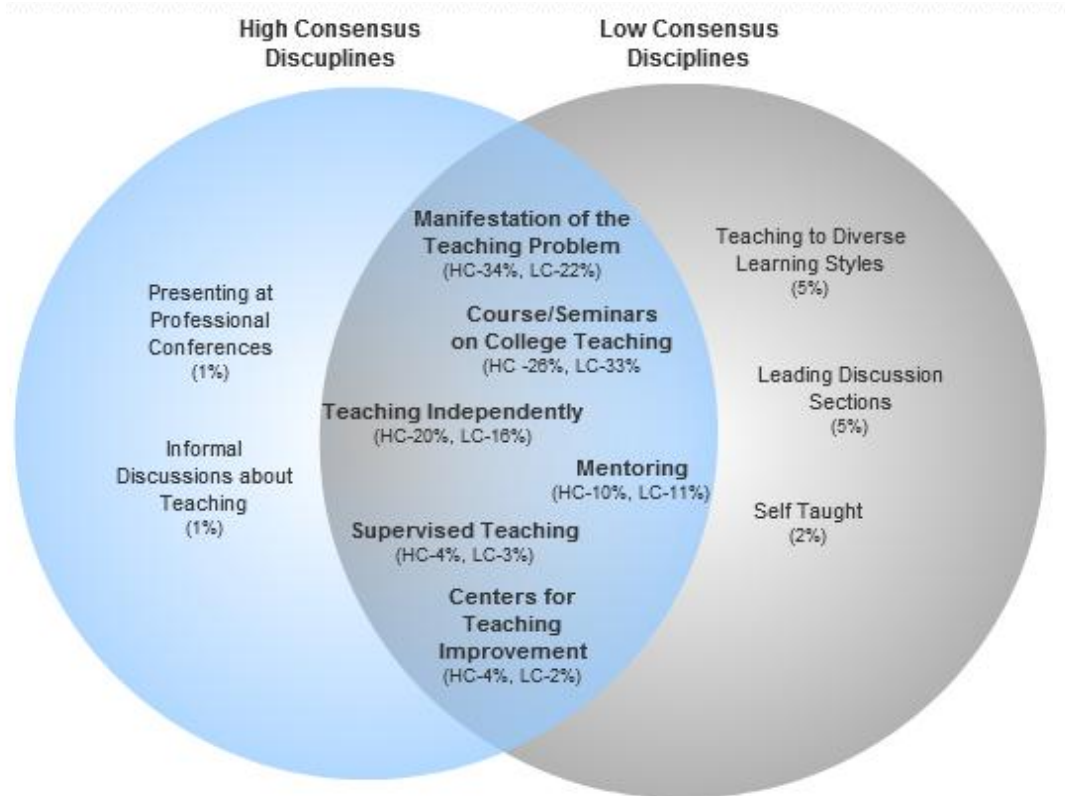 High Consensus
Discuplines
Low Consensus
Disciplines
Presenting at
Professional
Conferences
(1%)
Informal
Discussions about
Teaching
(1%)
Manifestation of the
Teaching Problem
(HC-34%, LC-22%)
Course/Seminars
on College Teaching
(HC -26%, LC-33%
Teaching Independently
(HC-20%, LC-16%)
Mentoring
(HC-10%, LC-11%)
Supervised Teaching
(HC-4%, LC-3%)
Centers for
Teaching
Improvement
(HC-4%, LC-2%)
Teaching to Diverse
Learning Styles
(5%)
Leading Discussion
Sections
(5%)
Self Taught
(2%)